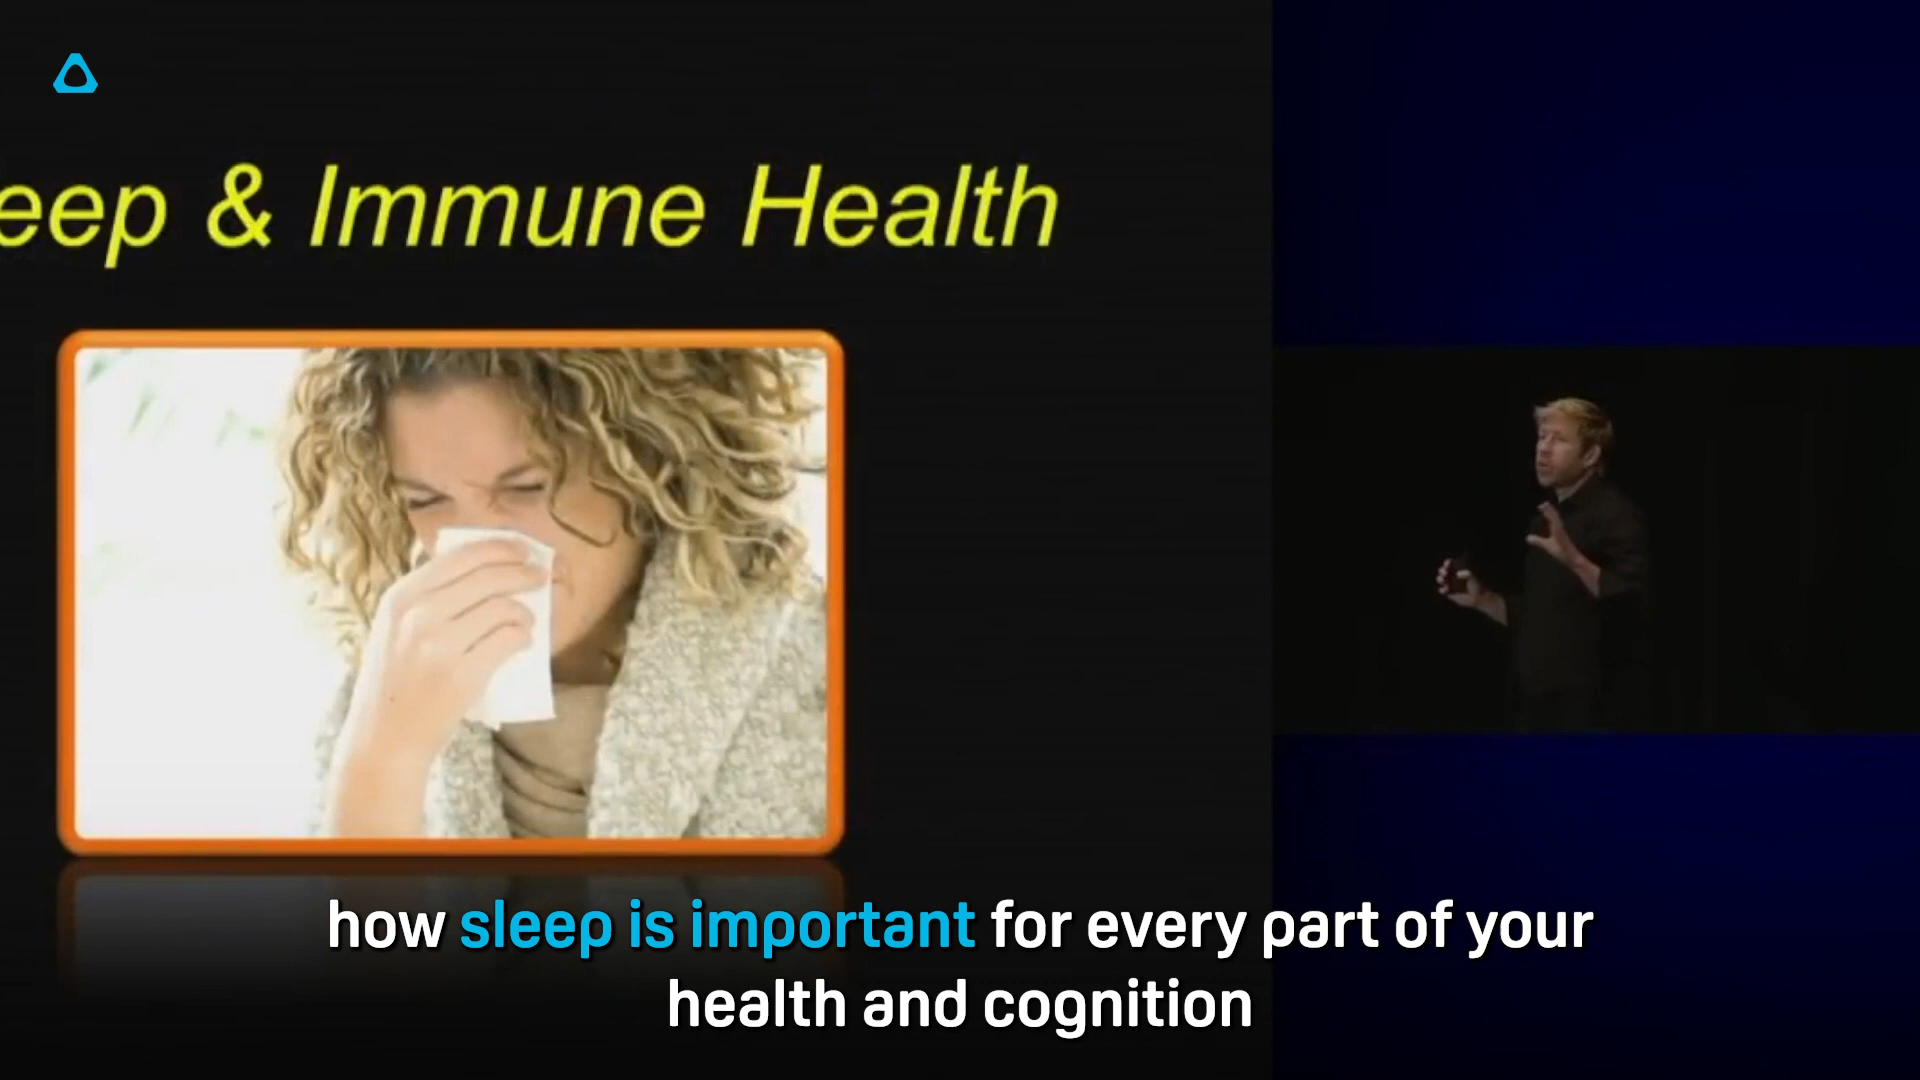 eep & Immune Health
how sleep is important for every part of your
health and cognition